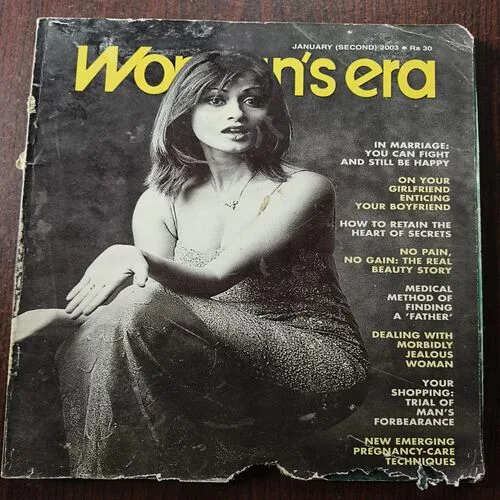 JANUARY (SECOND) 2003 • Rs 30
Woman's era
IN MARRIAGE:
YOU CAN FIGHT
AND STILL BE HAPPY
ON YOUR
GIRLFRIEND
ENTICING
YOUR BOYFRIEND
HOW TO RETAIN THE
HEART OF SECRETS
NO PAIN,
NO GAIN: THE REAL
BEAUTY STORY
MEDICAL
METHOD OF
FINDING
A 'FATHER'
DEALING WITH
MORBIDLY
JEALOUS
WOMAN
YOUR
SHOPPING:
TRIAL OF
MAN'S
FORBEARANCE
NEW EMERGING
PREGNANCY-CARE
TECHNIQUES